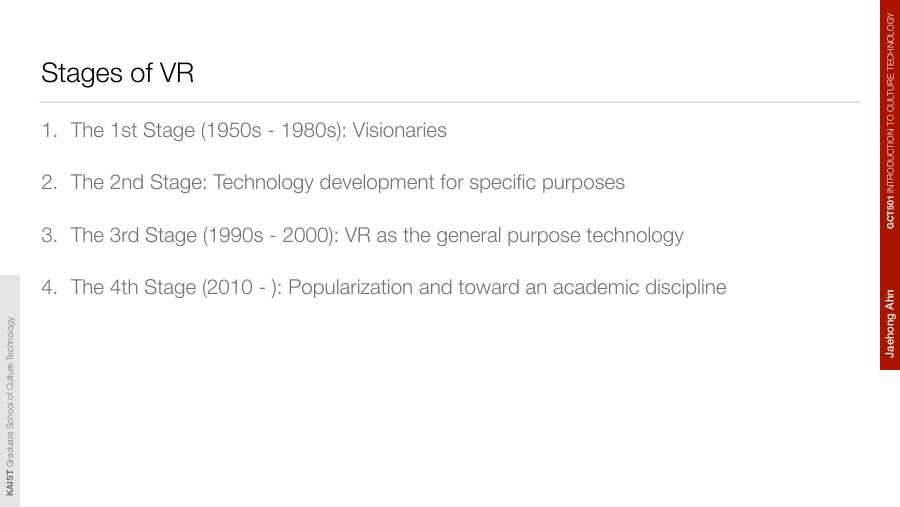 Stages of VR
1. The 1st Stage (1950s - 1980s): Visionaries
2. The 2nd Stage: Technology development for specific purposes
3. The 3rd Stage (1990s - 2000): VR as the general purpose technology
4. The 4th Stage (2010 - ): Popularization and toward an academic discipline
KAIST Graduate School of Culture Technology
GCT501 INTRODUCTION TO CULTURE TECHNOLOGY
Jaehong Ahn